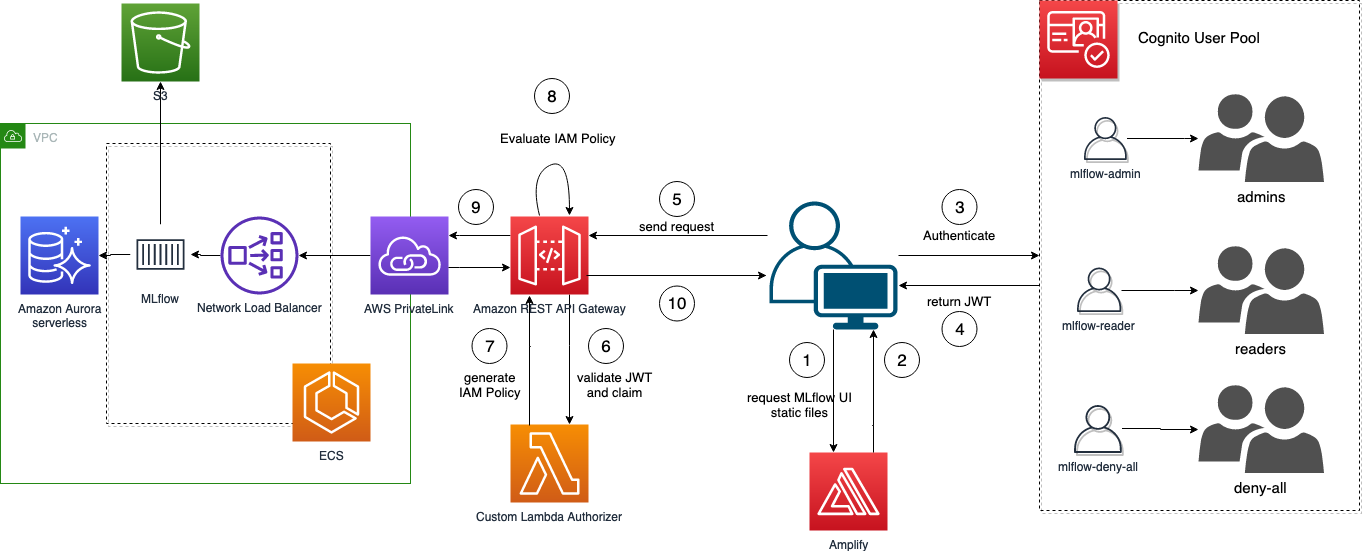 S3
VPC
8
Evaluate IAM Policy
9
5
send request
3
Authenticate
Cognito User Pool
mlflow-admin
admins
Amazon Aurora
serverless
MLflow
Network Load Balancer
AWS PrivateLink
Amazon REST API Gateway
10
return JWT
4
mlflow-reader
readers
7
generate
IAM Policy
6
validate JWT
and claim
1
2
request MLflow UI
static files
ECS
Custom Lambda Authorizer
</>
Amplify
mlflow-deny-all
deny-all